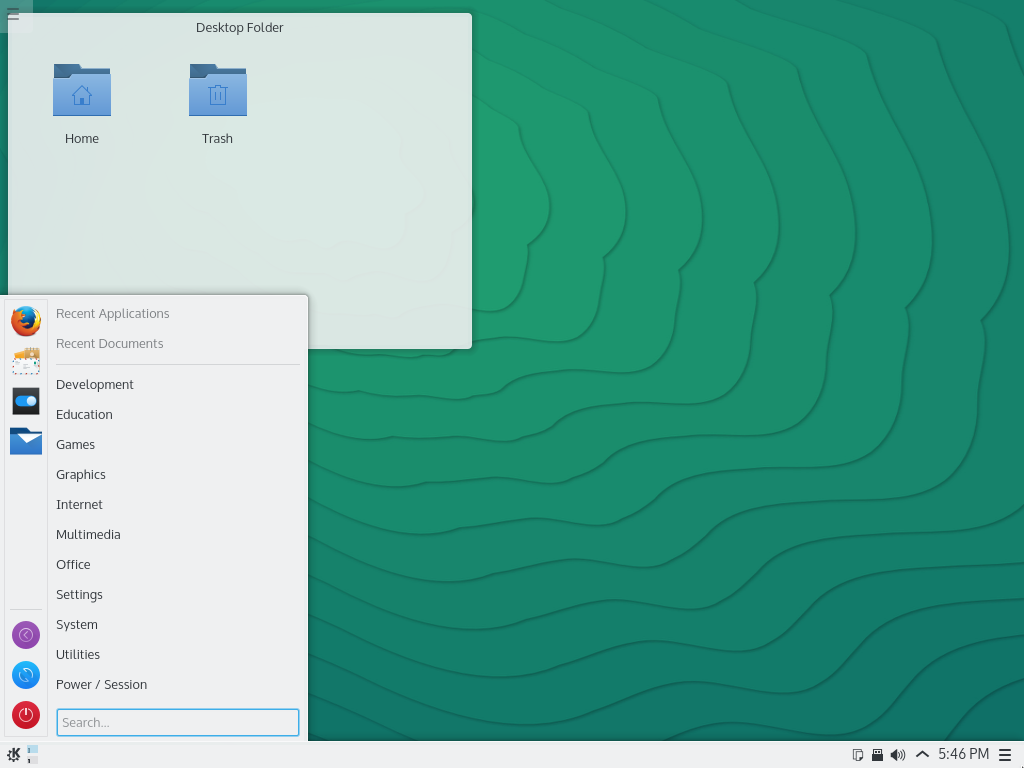 Desktop Folder
Home
Trash
Recent Applications
Recent Documents
Development
Education
Games
Graphics
Internet
Multimedia
Office
Settings
System
Utilities
Power / Session
Search...
5:46 PM